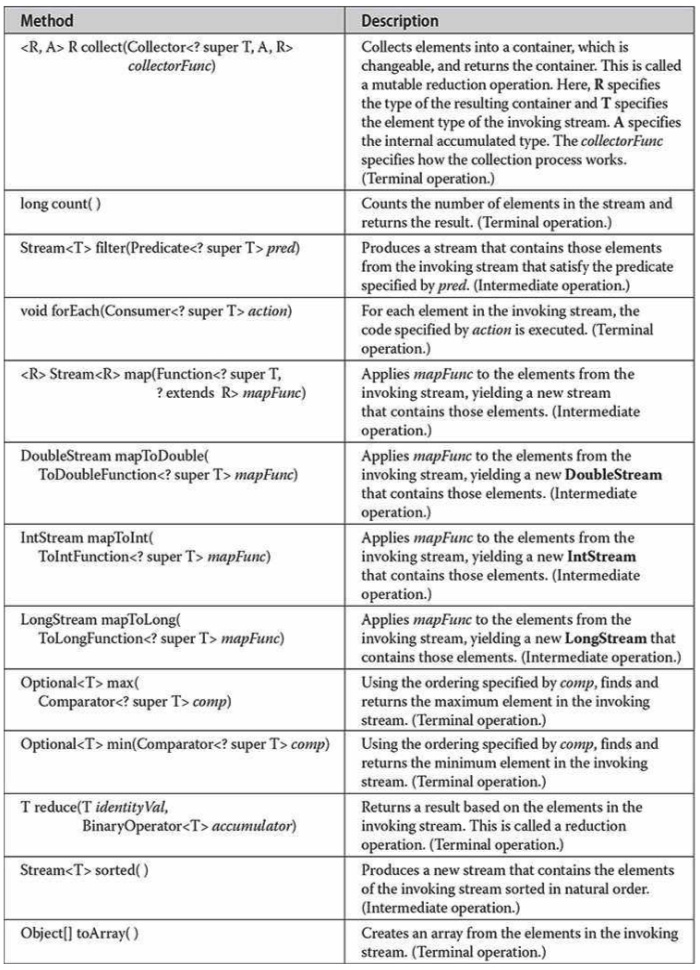 Method
Description
<R, A> R collect(Collector<? super T, A, R>
collectorFunc)
Collects elements into a container, which is
changeable, and returns the container. This is called
a mutable reduction operation. Here, R specifies
the type of the resulting container and T specifies
the element type of the invoking stream. A specifies
the internal accumulated type. The collectorFunc
specifies how the collection process works.
(Terminal operation.)
long count( )
Counts the number of elements in the stream and
returns the result. (Terminal operation.)
Stream<T> filter(Predicate<? super T> pred)
Produces a stream that contains those elements
from the invoking stream that satisfy the predicate
specified by pred. (Intermediate operation.)
void forEach(Consumer<? super T> action)
For each element in the invoking stream, the
code specified by action is executed. (Terminal
operation.)
<R> Stream<R> map(Function<? super T,
? extends R> mapFunc)
Applies mapFunc to the elements from the
invoking stream, yielding a new stream
that contains those elements. (Intermediate
operation.)
DoubleStream mapToDouble(
ToDoubleFunction<? super T> mapFunc)
Applies mapFunc to the elements from the
invoking stream, yielding a new DoubleStream
that contains those elements. (Intermediate
operation.)
IntStream mapToInt(
ToIntFunction<? super T> mapFunc)
Applies mapFunc to the elements from the
invoking stream, yielding a new IntStream
that contains those elements. (Intermediate
operation.)
LongStream mapToLong(
ToLongFunction<? super T> mapFunc)
Applies mapFunc to the elements from the
invoking stream, yielding a new LongStream that
contains those elements. (Intermediate operation.)
Optional<T> max(
Comparator<? super T> comp)
Using the ordering specified by comp, finds and
returns the maximum element in the invoking
stream. (Terminal operation.)
Optional<T> min(Comparator<? super T> comp)
Using the ordering specified by comp, finds and
returns the minimum element in the invoking
stream. (Terminal operation.)
T reduce(T identityVal,
BinaryOperator<T> accumulator)
Returns a result based on the elements in the
invoking stream. This is called a reduction
operation. (Terminal operation.)
Stream<T> sorted( )
Produces a new stream that contains the elements
of the invoking stream sorted in natural order.
(Intermediate operation.)
Object[] toArray( )
Creates an array from the elements in the invoking
stream. (Terminal operation.)